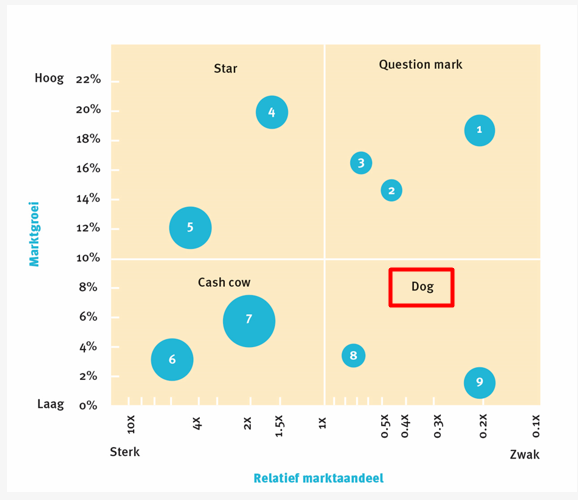 Star
Question mark
Hoog
22%
20%
18%
16%
14%
12%
10%
8%
6%
4%
2%
Laag
0%
Marktgroei
4
1
3
2
5
Cash cow
Dog
7
6
8
9
10X
4X
2X
1.5X
1X
0.5X
0.4X
0.3X
0.2X
0.1X
Sterk
Zwak
Relatief marktaandeel